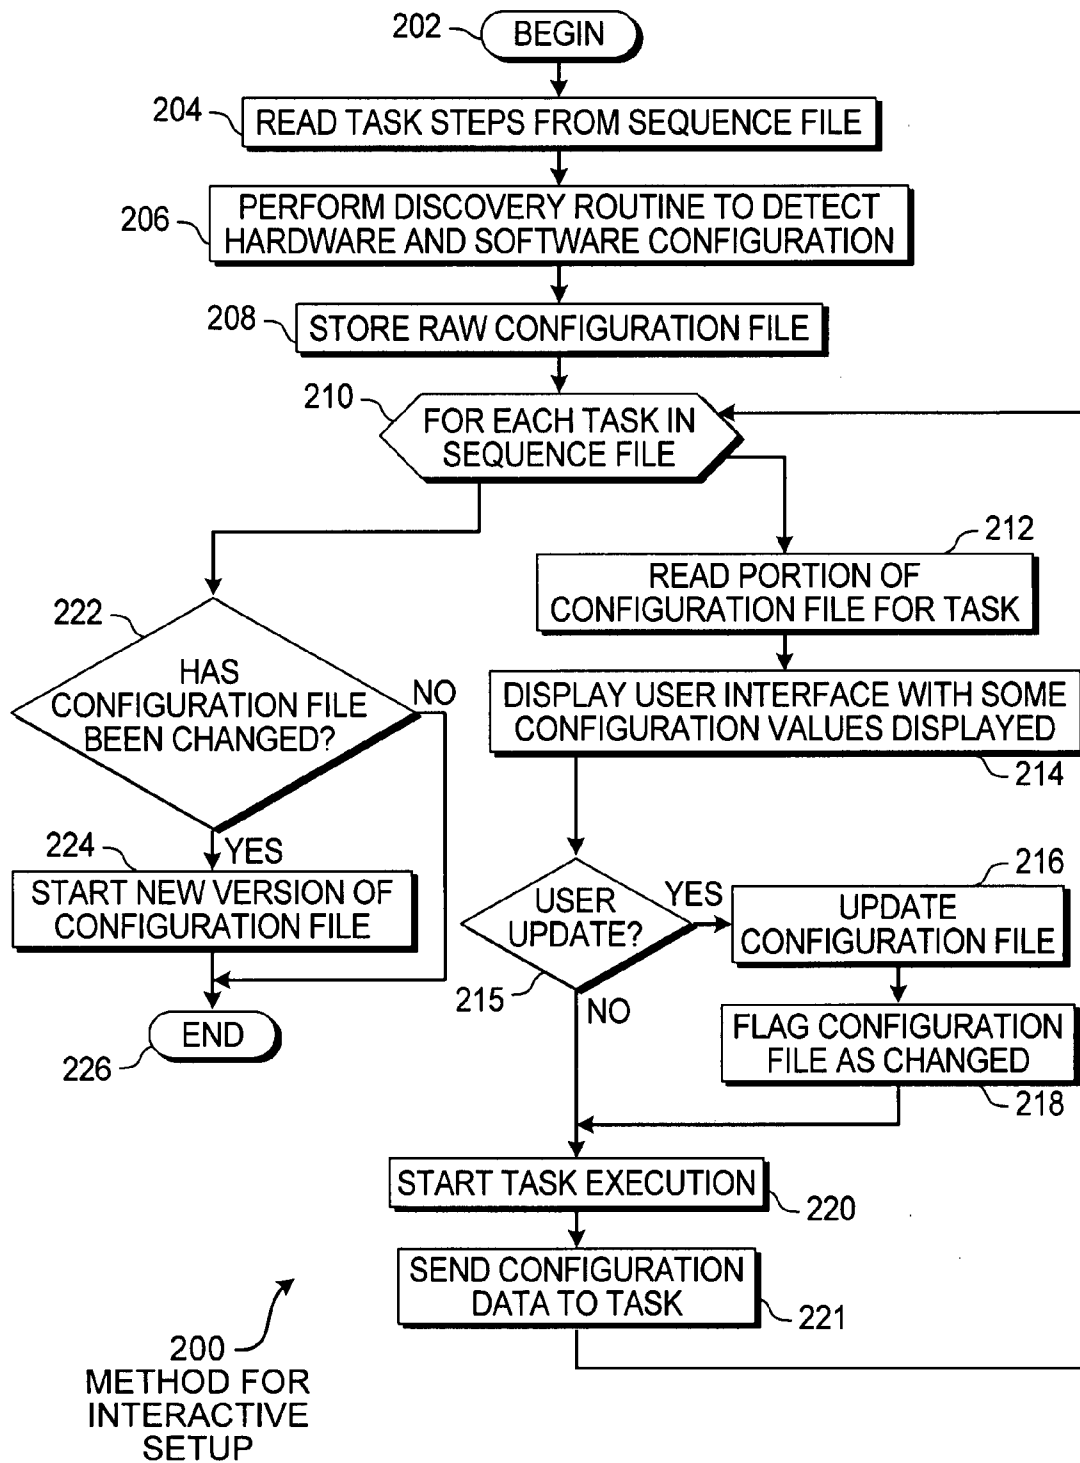 202
BEGIN
204
READ TASK STEPS FROM SEQUENCE FILE
206
PERFORM DISCOVERY ROUTINE TO DETECT
HARDWARE AND SOFTWARE CONFIGURATION
208
STORE RAW CONFIGURATION FILE
210
FOR EACH TASK IN
SEQUENCE FILE
212
READ PORTION OF
CONFIGURATION FILE FOR TASK
222
HAS
CONFIGURATION FILE
BEEN CHANGED?
NO
DISPLAY USER INTERFACE WITH SOME
CONFIGURATION VALUES DISPLAYED
214
YES
224
START NEW VERSION OF
CONFIGURATION FILE
USER
UPDATE?
215
YES
NO
216
UPDATE
CONFIGURATION FILE
END
226
FLAG CONFIGURATION
FILE AS CHANGED
218
START TASK EXECUTION
220
SEND CONFIGURATION
DATA TO TASK
221
200
METHOD FOR
INTERACTIVE
SETUP